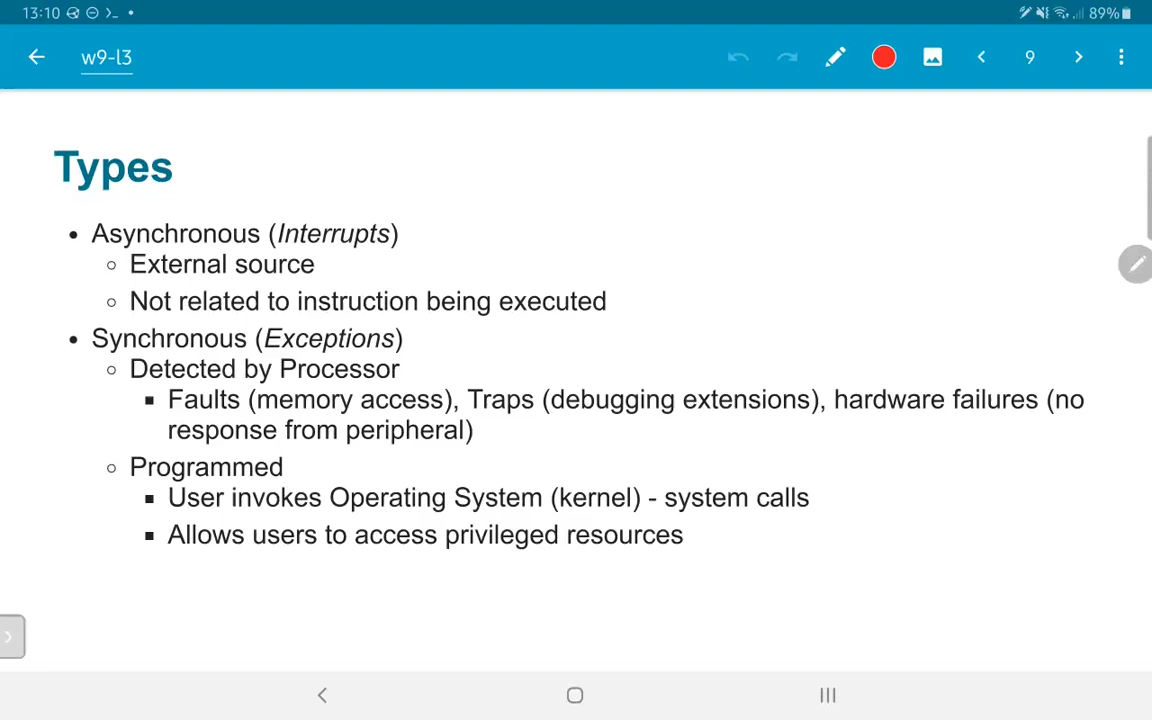 13:10 89%
w9-l3 9
Types
• Asynchronous (Interrupts)
○ External source
○ Not related to instruction being executed
• Synchronous (Exceptions)
○ Detected by Processor
▪ Faults (memory access), Traps (debugging extensions), hardware failures (no
response from peripheral)
○ Programmed
▪ User invokes Operating System (kernel) - system calls
▪ Allows users to access privileged resources